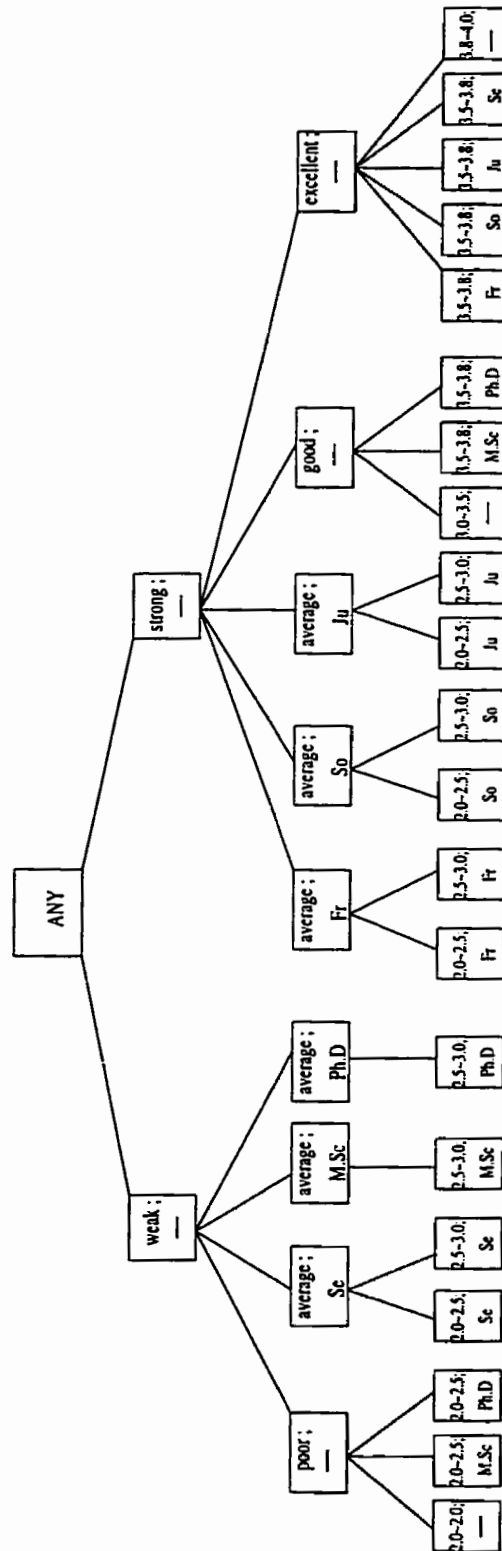 ANY
weak ;
—
strong ;
—
poor ;
—
average ;
Se
average ;
M.Sc
average ;
Ph.D
average ;
Fr
average ;
So
average ;
Ju
good ;
—
excellent ;
—
2.0~2.0;
—
2.0~2.5;
M.Sc
2.0~2.5;
Ph.D
2.0~2.5;
Se
2.5~3.0;
Se
2.5~3.0;
M.Sc
2.5~3.0;
Ph.D
2.0~2.5,
Fr
2.5~3.0;
Fr
2.0~2.5;
So
2.5~3.0;
So
2.0~2.5;
Ju
2.5~3.0;
Ju
3.0~3.5;
—
3.5~3.8;
M.Sc
3.5~3.8;
Ph.D
3.5~3.8;
Fr
3.5~3.8;
So
3.5~3.8;
Ju
3.5~3.8;
Se
3.8~4.0;
—